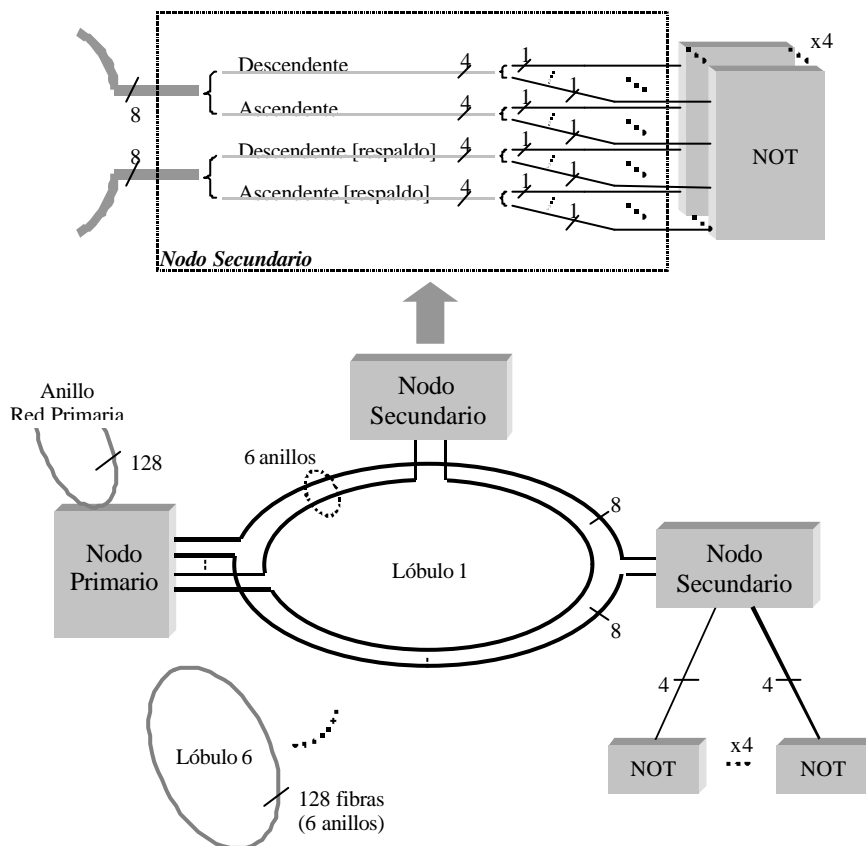 x4
Descendente
4
1
8
1
Ascendente
4
1
1
8
Descendente [respaldo]
4
1
1
NOT
Ascendente [respaldo]
4
1
1
Nodo Secundario
Nodo
Secundario
Anillo
Red Primaria
128
6 anillos
8
Nodo
Primario
Lóbulo 1
Nodo
Secundario
8
4
4
Lóbulo 6
x4
NOT
NOT
128 fibras
(6 anillos)